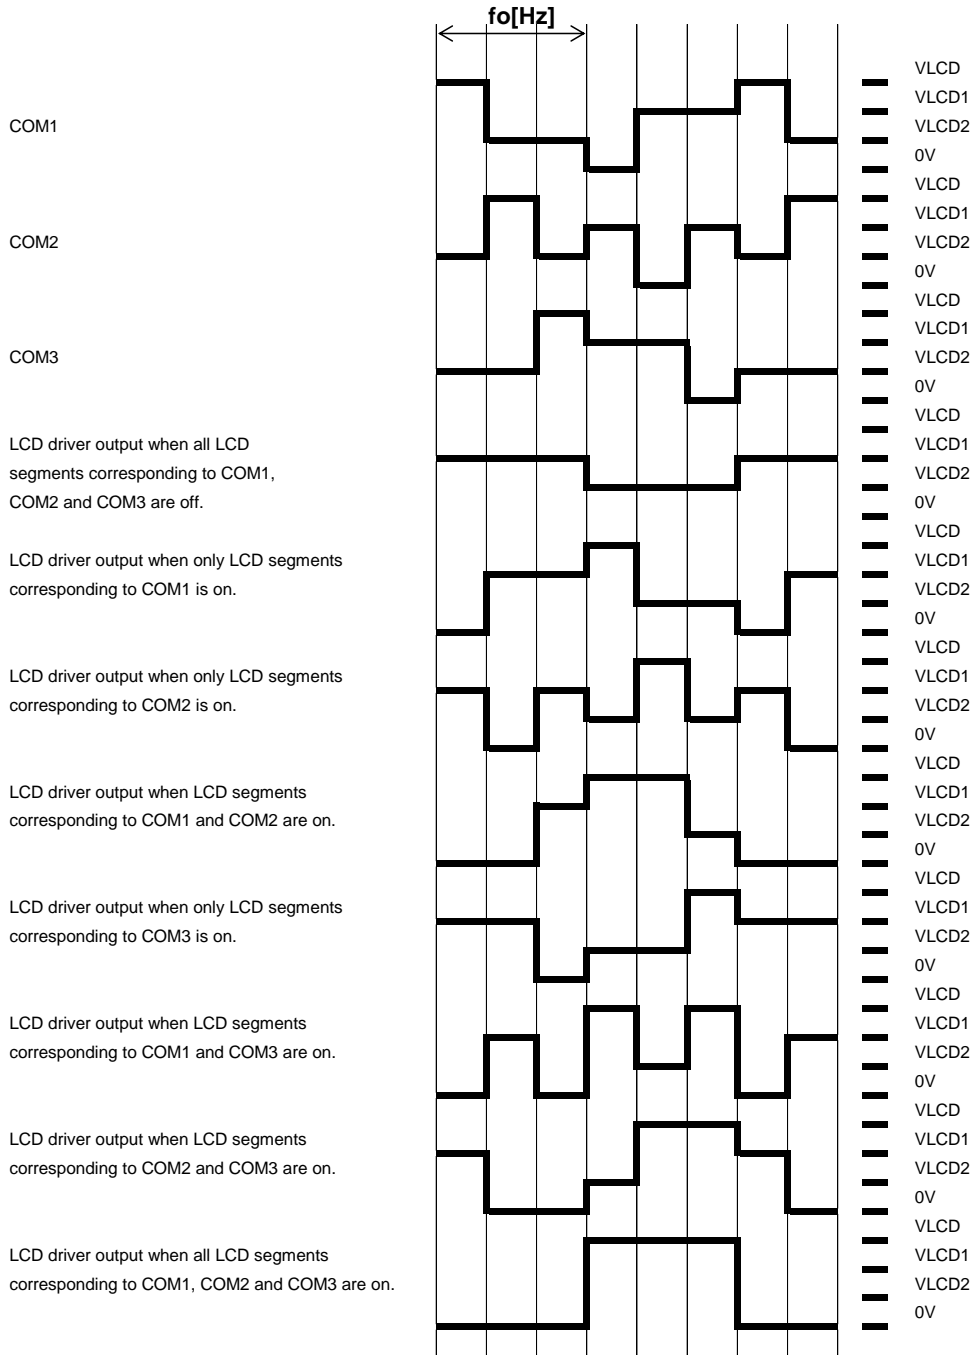 fo[Hz]
VLCD
VLCD1
COM1
VLCD2
0V
VLCD
VLCD1
COM2
VLCD2
0V
VLCD
VLCD1
COM3
VLCD2
0V
VLCD
LCD driver output when all LCD
VLCD1
segments corresponding to COM1,
VLCD2
COM2 and COM3 are off.
0V
VLCD
LCD driver output when only LCD segments
VLCD1
corresponding to COM1 is on.
VLCD2
0V
VLCD
LCD driver output when only LCD segments
VLCD1
corresponding to COM2 is on.
VLCD2
0V
VLCD
LCD driver output when LCD segments
VLCD1
corresponding to COM1 and COM2 are on.
VLCD2
0V
VLCD
LCD driver output when only LCD segments
VLCD1
corresponding to COM3 is on.
VLCD2
0V
VLCD
LCD driver output when LCD segments
VLCD1
corresponding to COM1 and COM3 are on.
VLCD2
0V
VLCD
LCD driver output when LCD segments
VLCD1
corresponding to COM2 and COM3 are on.
VLCD2
0V
VLCD
LCD driver output when all LCD segments
VLCD1
corresponding to COM1, COM2 and COM3 are on.
VLCD2
0V